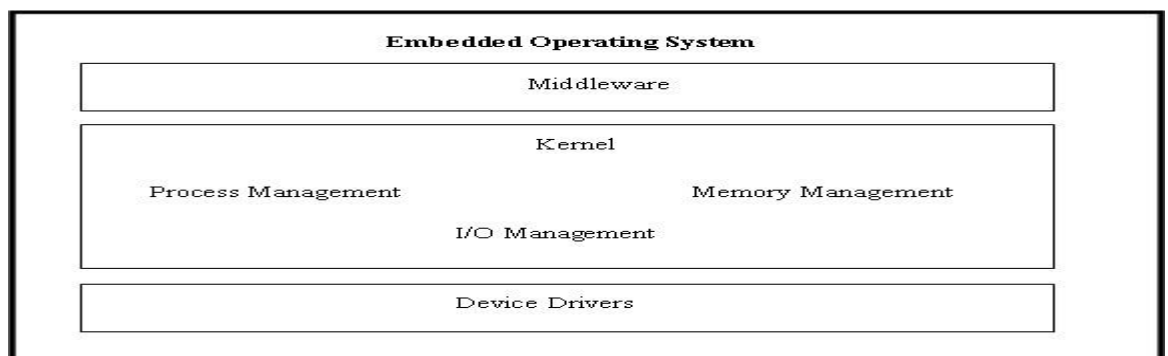 Embedded Operating System
Middleware
Kernel
Process Management Memory Management
I/O Management
Device Drivers